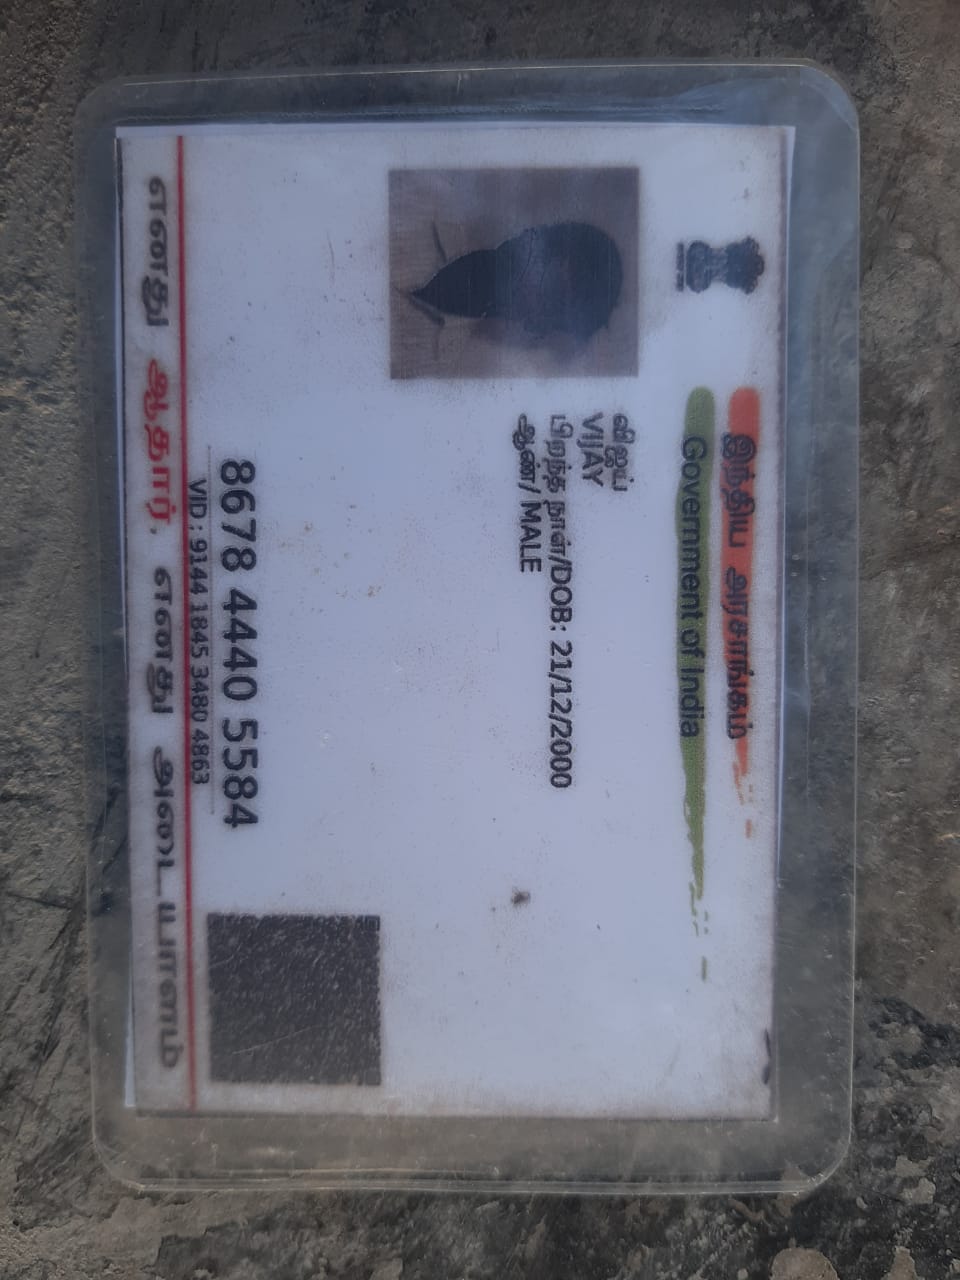 இந்திய அரசாங்கம்
Government of India
விஜய்
VIJAY
பிறந்த நாள்/DOB: 21/12/2000
ஆண்/ MALE
8678 4440 5584
VID : 9144 1845 3480 4863
எனது ஆதார், எனது அடையாளம்